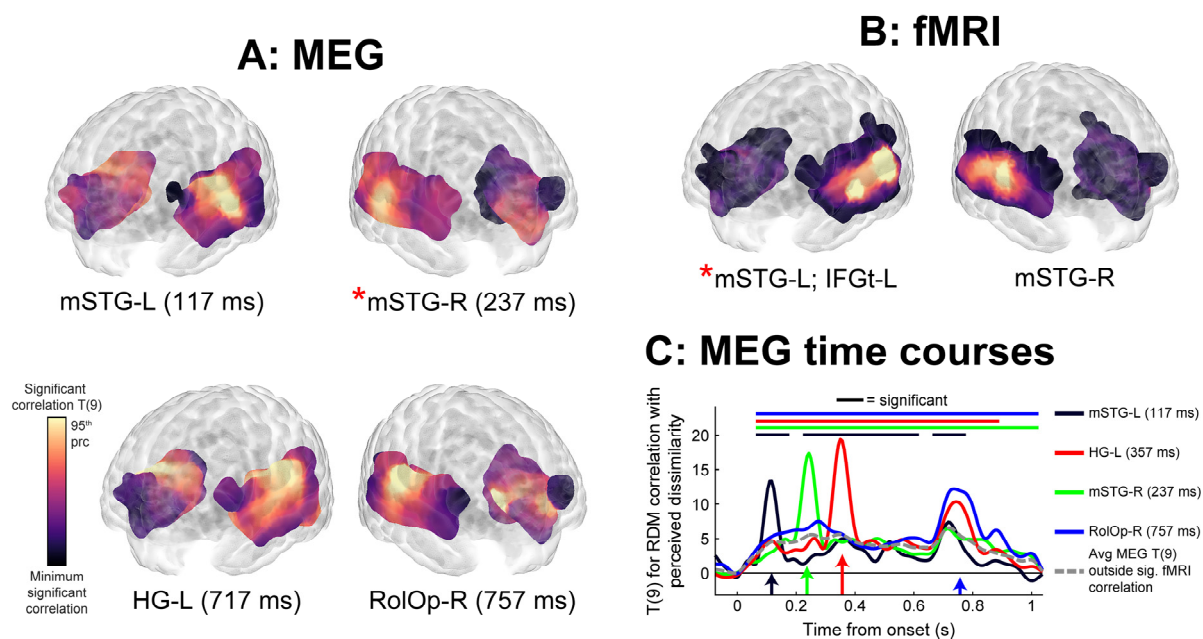 A: MEG
B: fMRI
mSTG-L (117 ms)
*mSTG-R (237 ms)
*mSTG-L; IFGt-L
mSTG-R
Significant
correlation T(9)
95th
prc
Minimum
significant
correlation
HG-L (717 ms)
RolOp-R (757 ms)
C: MEG time courses
T(9) for RDM correlation with
perceived dissimilarity
= significant
20
15
10
5
0
0
0.2
0.4
0.6
0.8
1
Time from onset (s)
mSTG-L (117 ms)
HG-L (357 ms)
mSTG-R (237 ms)
RolOp-R (757 ms)
Avg MEG T(9)
outside sig. fMRI
correlation